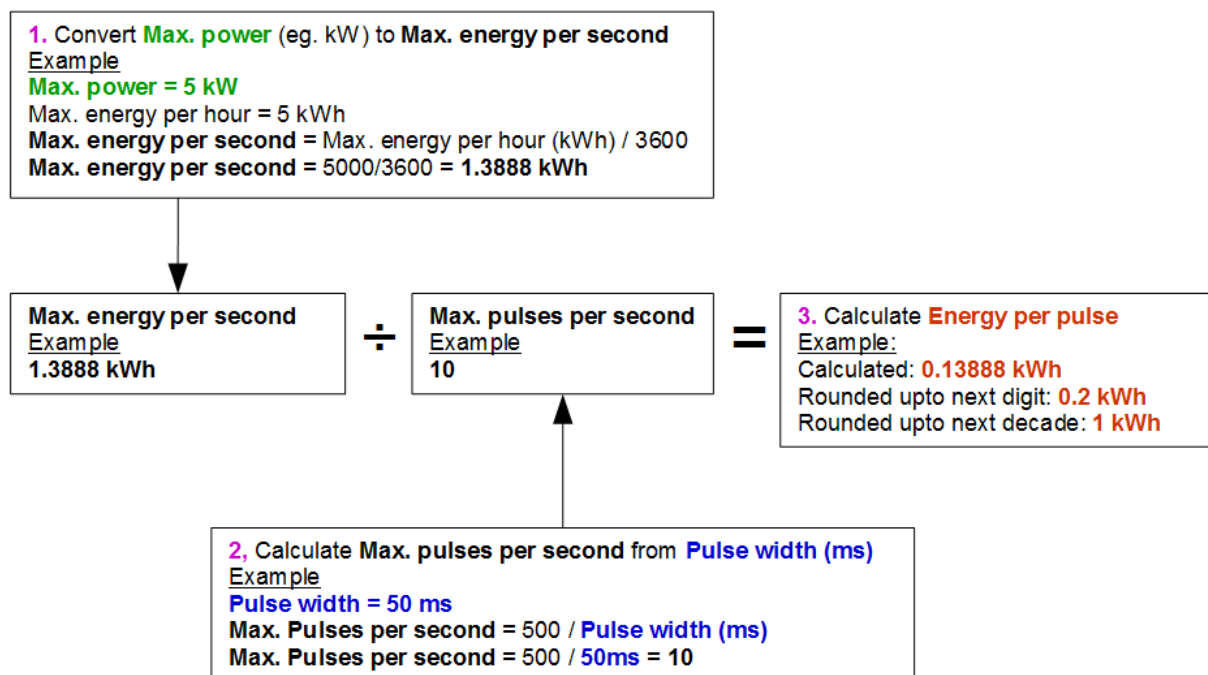 1. Convert Max. power (eg. kW) to Max. energy per second
Example
Max. power = 5 kW
Max. energy per hour = 5 kWh
Max. energy per second = Max. energy per hour (kWh) / 3600
Max. energy per second = 5000/3600 = 1.3888 kWh
Max. energy per second
Example
1.3888 kWh
÷
Max. pulses per second
Example
10
=
3. Calculate Energy per pulse
Example:
Calculated: 0.13888 kWh
Rounded upto next digit: 0.2 kWh
Rounded upto next decade: 1 kWh
2, Calculate Max. pulses per second from Pulse width (ms)
Example
Pulse width = 50 ms
Max. Pulses per second = 500 / Pulse width (ms)
Max. Pulses per second = 500 / 50ms = 10